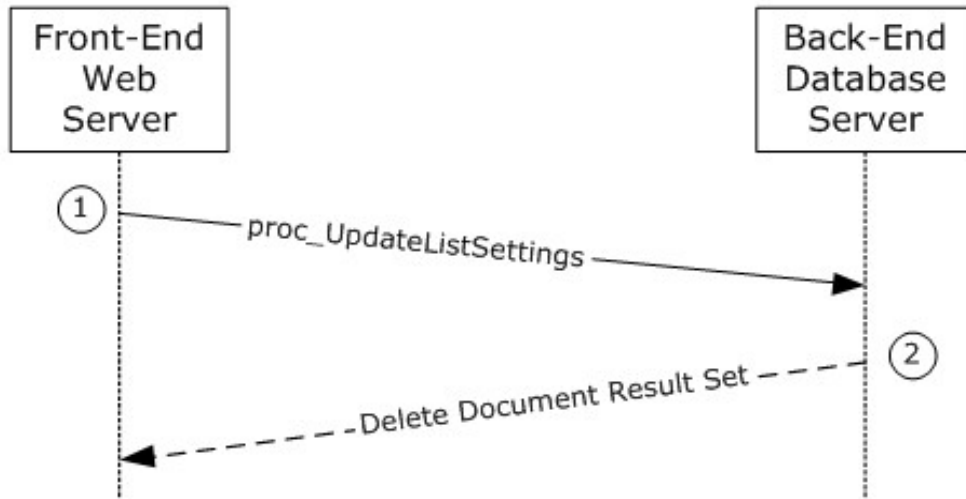 Front-End
Web
Server
Back-End
Database
Server
1
proc_UpdateListSettings
2
Delete Document Result Set